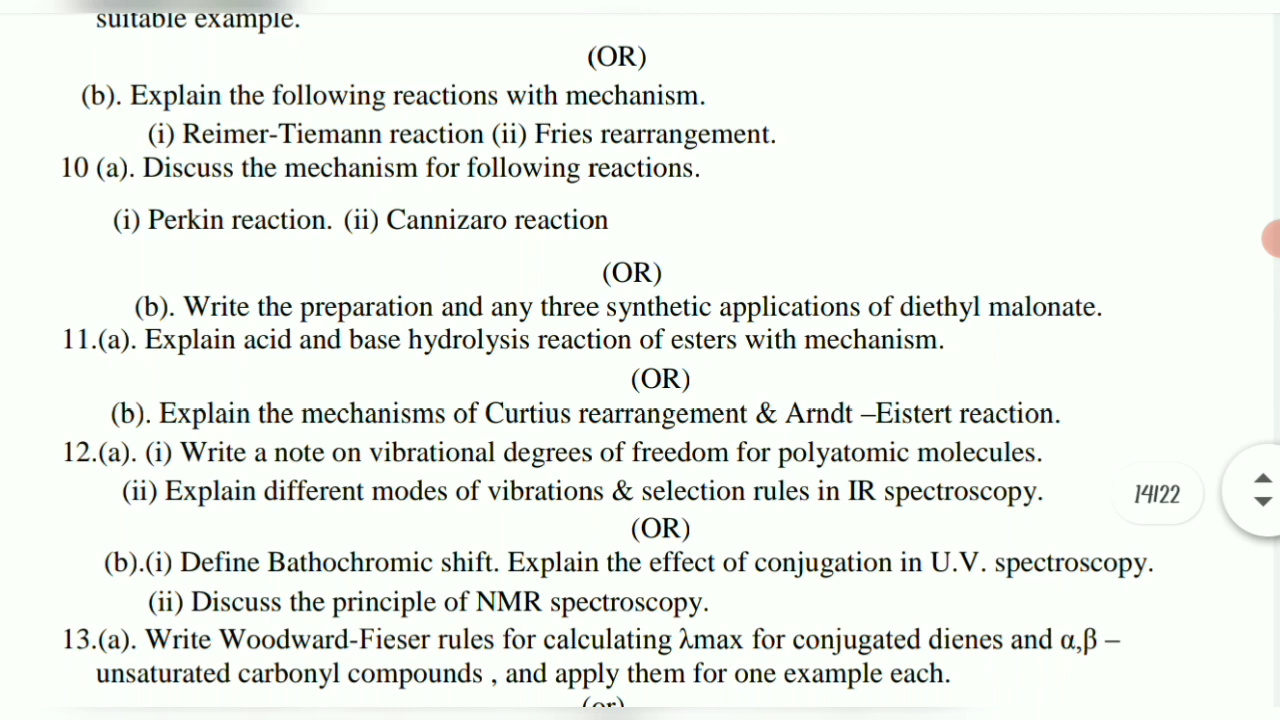 suitable example.
(OR)
(b). Explain the following reactions with mechanism.
(i) Reimer-Tiemann reaction (ii) Fries rearrangement.
10 (a). Discuss the mechanism for following reactions.
(i) Perkin reaction. (ii) Cannizaro reaction
(OR)
(b). Write the preparation and any three synthetic applications of diethyl malonate.
11.(a). Explain acid and base hydrolysis reaction of esters with mechanism.
(OR)
(b). Explain the mechanisms of Curtius rearrangement & Arndt –Eistert reaction.
12.(a). (i) Write a note on vibrational degrees of freedom for polyatomic molecules.
(ii) Explain different modes of vibrations & selection rules in IR spectroscopy.
14/22
(OR)
(b).(i) Define Bathochromic shift. Explain the effect of conjugation in U.V. spectroscopy.
(ii) Discuss the principle of NMR spectroscopy.
13.(a). Write Woodward-Fieser rules for calculating λmax for conjugated dienes and α,β –
unsaturated carbonyl compounds , and apply them for one example each.
(or)